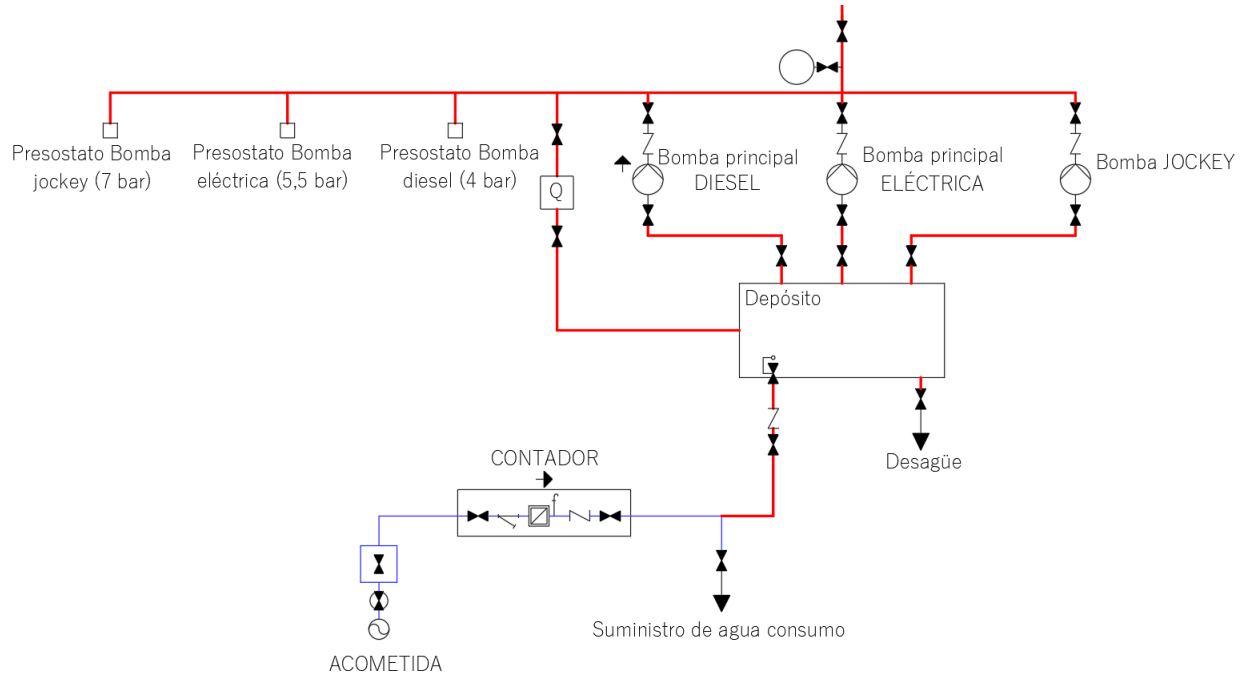 Presostato Bomba
jockey (7 bar)
Presostato Bomba
eléctrica (5,5 bar)
Presostato Bomba
diesel (4 bar)
Q
Bomba principal
DIESEL
Bomba principal
ELÉCTRICA
Bomba JOCKEY
Depósito
Desagüe
CONTADOR
f
Suministro de agua consumo
ACOMETIDA